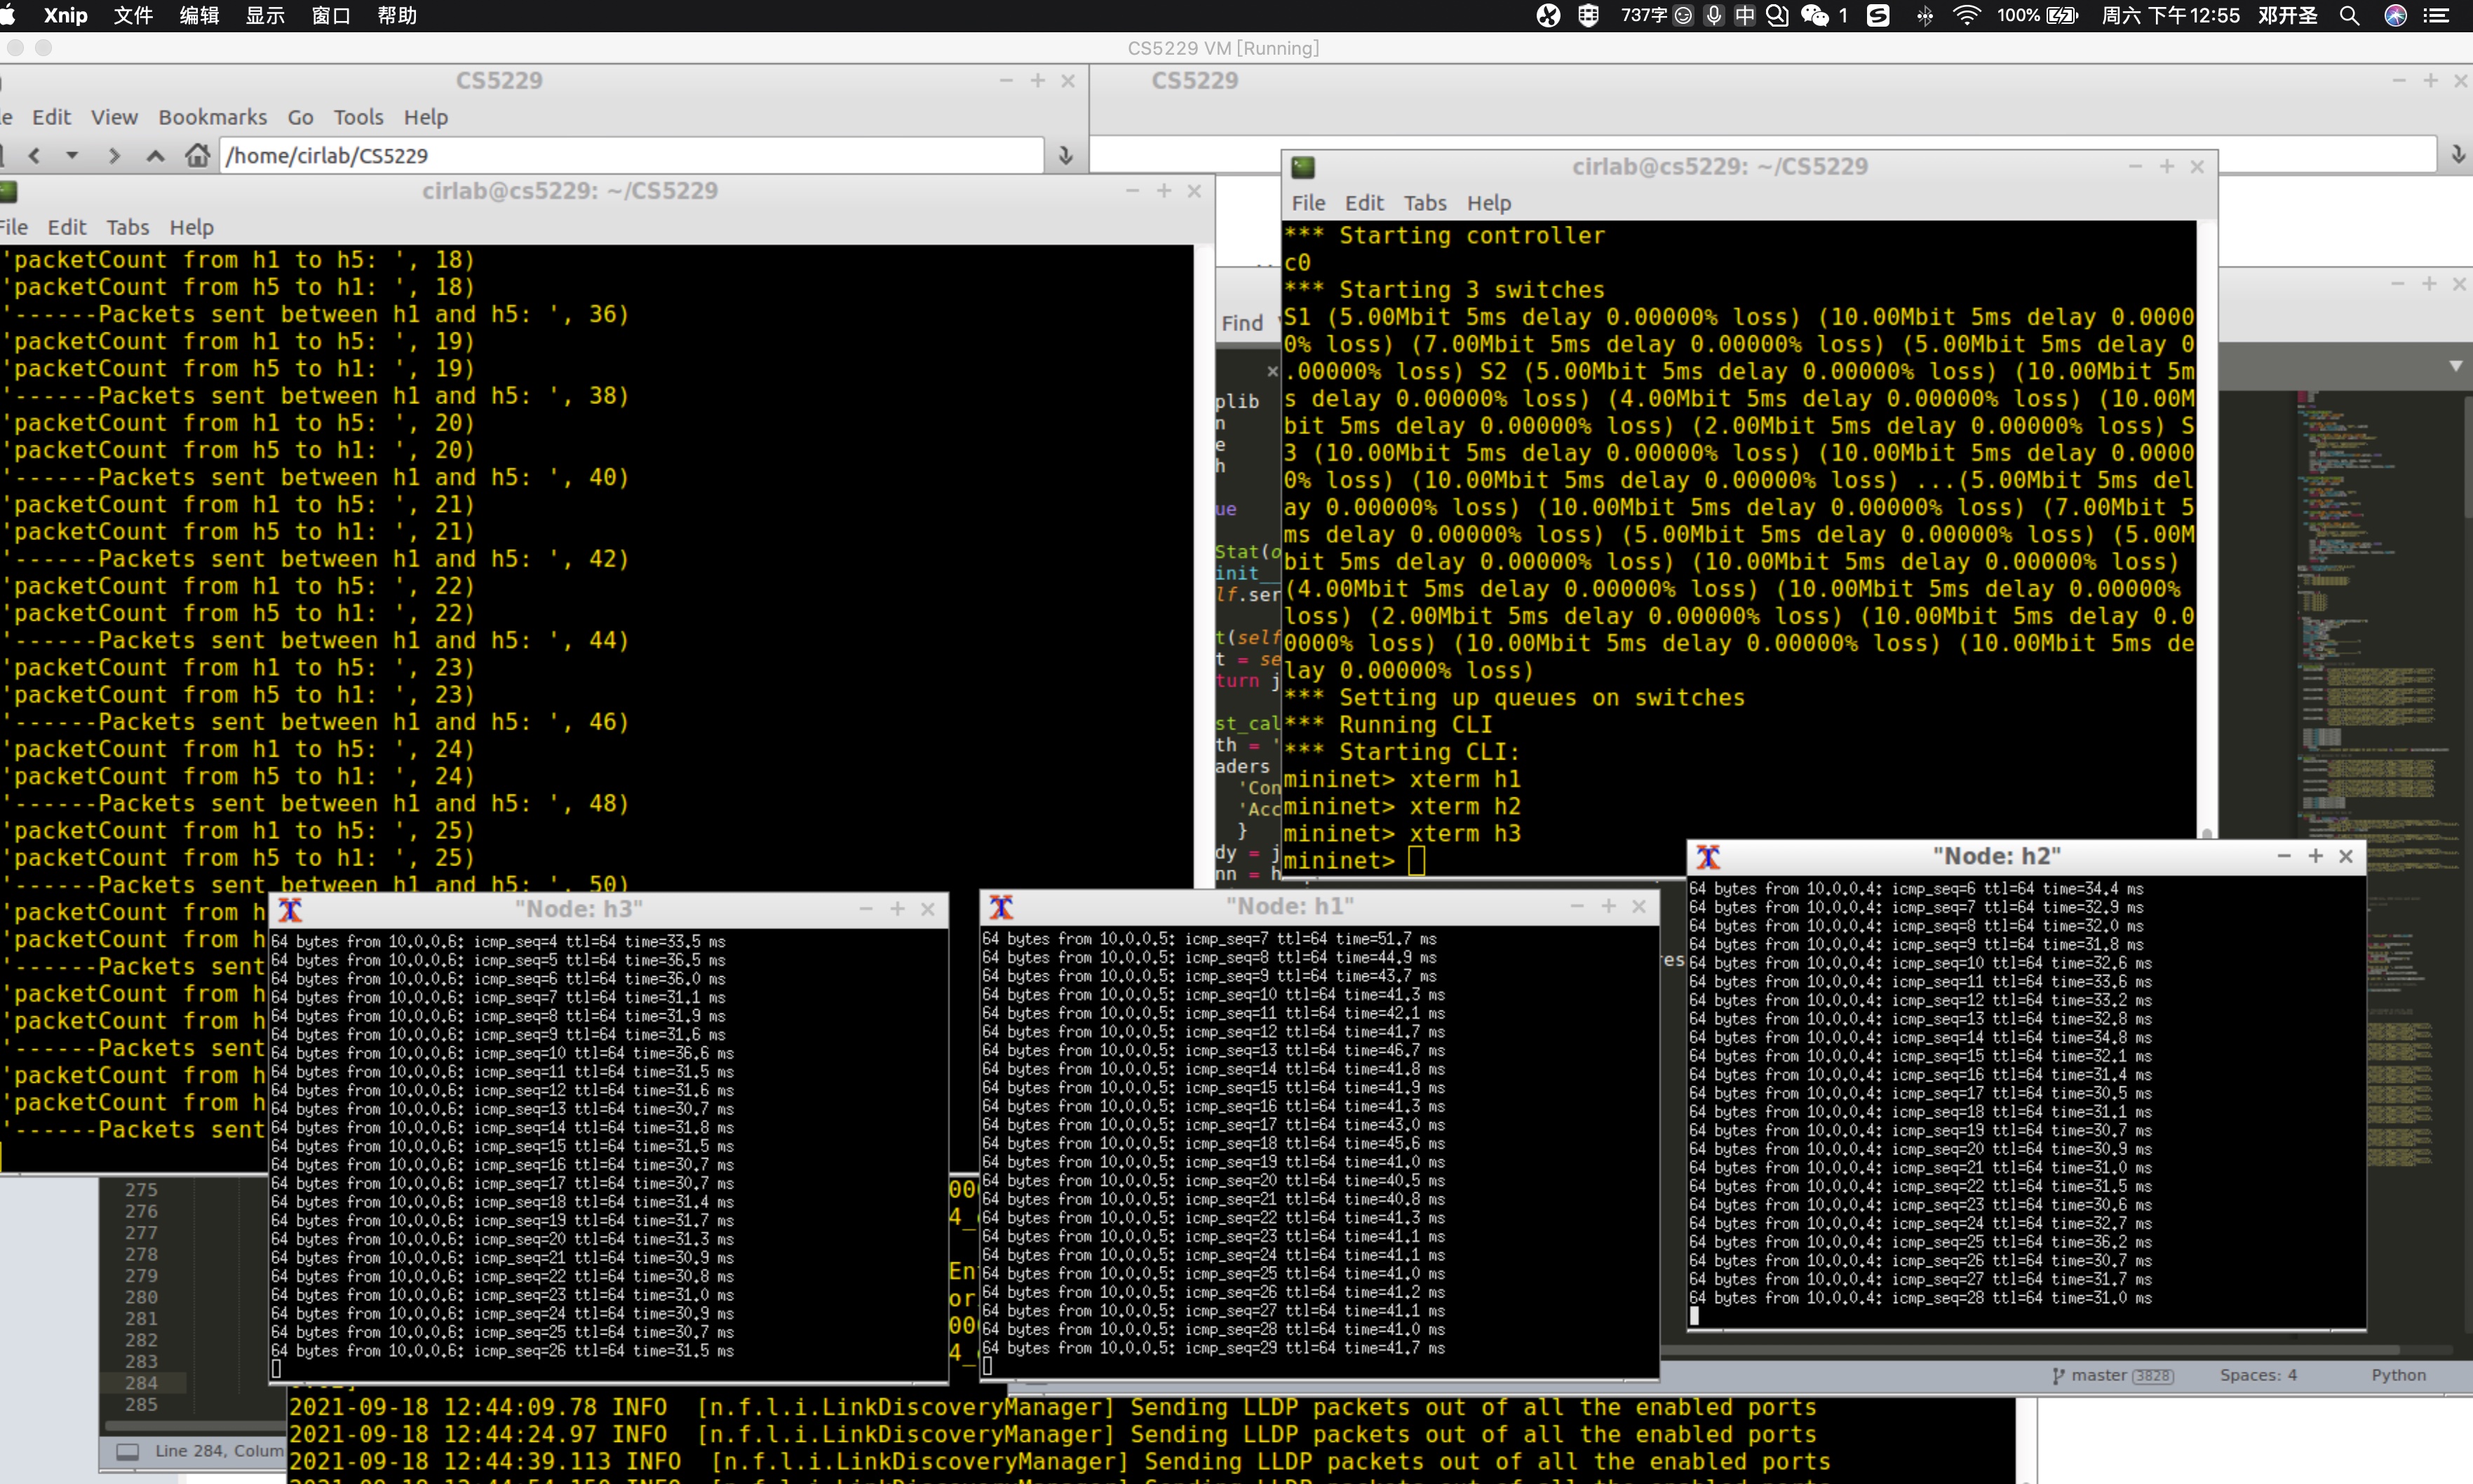 Xnip 文件 编辑 显示 窗口 帮助
737字 中 1 100% 周六 下午12:55 邓开圣
CS5229 VM [Running]
CS5229
Edit View Bookmarks Go Tools Help
/home/cirlab/CS5229
CS5229
cirlab@cs5229: ~/CS5229
File Edit Tabs Help
'packetCount from h1 to h5: ', 18)
'packetCount from h5 to h1: ', 18)
'------Packets sent between h1 and h5: ', 36)
'packetCount from h1 to h5: ', 19)
'packetCount from h5 to h1: ', 19)
'------Packets sent between h1 and h5: ', 38)
'packetCount from h1 to h5: ', 20)
'packetCount from h5 to h1: ', 20)
'------Packets sent between h1 and h5: ', 40)
'packetCount from h1 to h5: ', 21)
'packetCount from h5 to h1: ', 21)
'------Packets sent between h1 and h5: ', 42)
'packetCount from h1 to h5: ', 22)
'packetCount from h5 to h1: ', 22)
'------Packets sent between h1 and h5: ', 44)
'packetCount from h1 to h5: ', 23)
'packetCount from h5 to h1: ', 23)
'------Packets sent between h1 and h5: ', 46)
'packetCount from h1 to h5: ', 24)
'packetCount from h5 to h1: ', 24)
'------Packets sent between h1 and h5: ', 48)
'packetCount from h1 to h5: ', 25)
'packetCount from h5 to h1: ', 25)
'------Packets sent between h1 and h5: ', 50)
'packetCount from h
'packetCount from h
'------Packets sent
'packetCount from h
'packetCount from h
'------Packets sent
'packetCount from h
'packetCount from h
'------Packets sent
Find
plib
n
e
h
ue
Stat(o
init__
lf.ser
t(self
t = se
turn j
st_cal
th = '
aders
'Con
'Acc
}
dy = j
nn = h
res
cirlab@cs5229: ~/CS5229
File Edit Tabs Help
*** Starting controller
c0
*** Starting 3 switches
S1 (5.00Mbit 5ms delay 0.00000% loss) (10.00Mbit 5ms delay 0.0000
0% loss) (7.00Mbit 5ms delay 0.00000% loss) (5.00Mbit 5ms delay 0
.00000% loss) S2 (5.00Mbit 5ms delay 0.00000% loss) (10.00Mbit 5m
s delay 0.00000% loss) (4.00Mbit 5ms delay 0.00000% loss) (10.00M
bit 5ms delay 0.00000% loss) (2.00Mbit 5ms delay 0.00000% loss) S
3 (10.00Mbit 5ms delay 0.00000% loss) (10.00Mbit 5ms delay 0.0000
0% loss) (10.00Mbit 5ms delay 0.00000% loss) ...(5.00Mbit 5ms del
ay 0.00000% loss) (10.00Mbit 5ms delay 0.00000% loss) (7.00Mbit 5
ms delay 0.00000% loss) (5.00Mbit 5ms delay 0.00000% loss) (5.00M
bit 5ms delay 0.00000% loss) (10.00Mbit 5ms delay 0.00000% loss)
(4.00Mbit 5ms delay 0.00000% loss) (10.00Mbit 5ms delay 0.00000%
loss) (2.00Mbit 5ms delay 0.00000% loss) (10.00Mbit 5ms delay 0.0
0000% loss) (10.00Mbit 5ms delay 0.00000% loss) (10.00Mbit 5ms de
lay 0.00000% loss)
*** Setting up queues on switches
*** Running CLI
*** Starting CLI:
mininet> xterm h1
mininet> xterm h2
mininet> xterm h3
mininet>
"Node: h3"
64 bytes from 10.0.0.6: icmp_seq=4 ttl=64 time=33.5 ms
64 bytes from 10.0.0.6: icmp_seq=5 ttl=64 time=36.5 ms
64 bytes from 10.0.0.6: icmp_seq=6 ttl=64 time=36.0 ms
64 bytes from 10.0.0.6: icmp_seq=7 ttl=64 time=31.1 ms
64 bytes from 10.0.0.6: icmp_seq=8 ttl=64 time=31.9 ms
64 bytes from 10.0.0.6: icmp_seq=9 ttl=64 time=31.6 ms
64 bytes from 10.0.0.6: icmp_seq=10 ttl=64 time=36.6 ms
64 bytes from 10.0.0.6: icmp_seq=11 ttl=64 time=31.5 ms
64 bytes from 10.0.0.6: icmp_seq=12 ttl=64 time=31.6 ms
64 bytes from 10.0.0.6: icmp_seq=13 ttl=64 time=30.7 ms
64 bytes from 10.0.0.6: icmp_seq=14 ttl=64 time=31.8 ms
64 bytes from 10.0.0.6: icmp_seq=15 ttl=64 time=31.5 ms
64 bytes from 10.0.0.6: icmp_seq=16 ttl=64 time=30.7 ms
64 bytes from 10.0.0.6: icmp_seq=17 ttl=64 time=30.7 ms
64 bytes from 10.0.0.6: icmp_seq=18 ttl=64 time=31.4 ms
64 bytes from 10.0.0.6: icmp_seq=19 ttl=64 time=31.7 ms
64 bytes from 10.0.0.6: icmp_seq=20 ttl=64 time=31.3 ms
64 bytes from 10.0.0.6: icmp_seq=21 ttl=64 time=30.9 ms
64 bytes from 10.0.0.6: icmp_seq=22 ttl=64 time=30.8 ms
64 bytes from 10.0.0.6: icmp_seq=23 ttl=64 time=31.0 ms
64 bytes from 10.0.0.6: icmp_seq=24 ttl=64 time=30.9 ms
64 bytes from 10.0.0.6: icmp_seq=25 ttl=64 time=30.7 ms
64 bytes from 10.0.0.6: icmp_seq=26 ttl=64 time=31.5 ms
"Node: h1"
64 bytes from 10.0.0.5: icmp_seq=7 ttl=64 time=51.7 ms
64 bytes from 10.0.0.5: icmp_seq=8 ttl=64 time=44.9 ms
64 bytes from 10.0.0.5: icmp_seq=9 ttl=64 time=43.7 ms
64 bytes from 10.0.0.5: icmp_seq=10 ttl=64 time=41.3 ms
64 bytes from 10.0.0.5: icmp_seq=11 ttl=64 time=42.1 ms
64 bytes from 10.0.0.5: icmp_seq=12 ttl=64 time=41.7 ms
64 bytes from 10.0.0.5: icmp_seq=13 ttl=64 time=46.7 ms
64 bytes from 10.0.0.5: icmp_seq=14 ttl=64 time=41.8 ms
64 bytes from 10.0.0.5: icmp_seq=15 ttl=64 time=41.9 ms
64 bytes from 10.0.0.5: icmp_seq=16 ttl=64 time=41.3 ms
64 bytes from 10.0.0.5: icmp_seq=17 ttl=64 time=43.0 ms
64 bytes from 10.0.0.5: icmp_seq=18 ttl=64 time=45.6 ms
64 bytes from 10.0.0.5: icmp_seq=19 ttl=64 time=41.0 ms
64 bytes from 10.0.0.5: icmp_seq=20 ttl=64 time=40.5 ms
64 bytes from 10.0.0.5: icmp_seq=21 ttl=64 time=40.8 ms
64 bytes from 10.0.0.5: icmp_seq=22 ttl=64 time=41.3 ms
64 bytes from 10.0.0.5: icmp_seq=23 ttl=64 time=41.1 ms
64 bytes from 10.0.0.5: icmp_seq=24 ttl=64 time=41.1 ms
64 bytes from 10.0.0.5: icmp_seq=25 ttl=64 time=41.0 ms
64 bytes from 10.0.0.5: icmp_seq=26 ttl=64 time=41.2 ms
64 bytes from 10.0.0.5: icmp_seq=27 ttl=64 time=41.1 ms
64 bytes from 10.0.0.5: icmp_seq=28 ttl=64 time=41.0 ms
64 bytes from 10.0.0.5: icmp_seq=29 ttl=64 time=41.7 ms
"Node: h2"
64 bytes from 10.0.0.4: icmp_seq=6 ttl=64 time=34.4 ms
64 bytes from 10.0.0.4: icmp_seq=7 ttl=64 time=32.9 ms
64 bytes from 10.0.0.4: icmp_seq=8 ttl=64 time=32.0 ms
64 bytes from 10.0.0.4: icmp_seq=9 ttl=64 time=31.8 ms
64 bytes from 10.0.0.4: icmp_seq=10 ttl=64 time=32.6 ms
64 bytes from 10.0.0.4: icmp_seq=11 ttl=64 time=33.6 ms
64 bytes from 10.0.0.4: icmp_seq=12 ttl=64 time=33.2 ms
64 bytes from 10.0.0.4: icmp_seq=13 ttl=64 time=32.8 ms
64 bytes from 10.0.0.4: icmp_seq=14 ttl=64 time=34.8 ms
64 bytes from 10.0.0.4: icmp_seq=15 ttl=64 time=32.1 ms
64 bytes from 10.0.0.4: icmp_seq=16 ttl=64 time=31.4 ms
64 bytes from 10.0.0.4: icmp_seq=17 ttl=64 time=30.5 ms
64 bytes from 10.0.0.4: icmp_seq=18 ttl=64 time=31.1 ms
64 bytes from 10.0.0.4: icmp_seq=19 ttl=64 time=30.7 ms
64 bytes from 10.0.0.4: icmp_seq=20 ttl=64 time=30.9 ms
64 bytes from 10.0.0.4: icmp_seq=21 ttl=64 time=31.0 ms
64 bytes from 10.0.0.4: icmp_seq=22 ttl=64 time=31.5 ms
64 bytes from 10.0.0.4: icmp_seq=23 ttl=64 time=30.6 ms
64 bytes from 10.0.0.4: icmp_seq=24 ttl=64 time=32.7 ms
64 bytes from 10.0.0.4: icmp_seq=25 ttl=64 time=36.2 ms
64 bytes from 10.0.0.4: icmp_seq=26 ttl=64 time=30.7 ms
64 bytes from 10.0.0.4: icmp_seq=27 ttl=64 time=31.7 ms
64 bytes from 10.0.0.4: icmp_seq=28 ttl=64 time=31.0 ms
275
276
277
278
279
280
281
282
283
284
285
Line 284, Colum
master 3828 Spaces: 4 Python
2021-09-18 12:44:09.78 INFO [n.f.l.i.LinkDiscoveryManager] Sending LLDP packets out of all the enabled ports
2021-09-18 12:44:24.97 INFO [n.f.l.i.LinkDiscoveryManager] Sending LLDP packets out of all the enabled ports
2021-09-18 12:44:39.113 INFO [n.f.l.i.LinkDiscoveryManager] Sending LLDP packets out of all the enabled ports